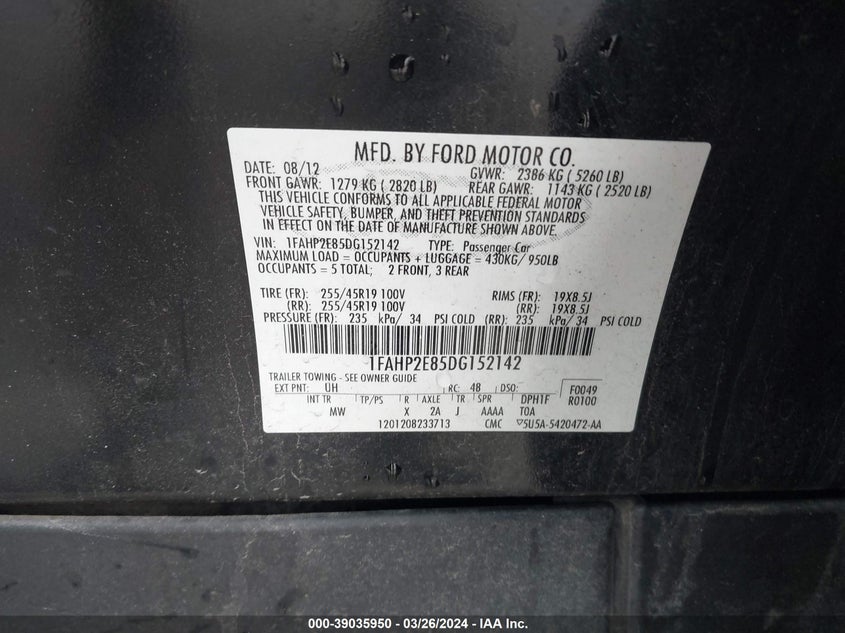 MFD. BY FORD MOTOR CO.
DATE: 08/12 GVWR: 2386 KG ( 5260 LB)
FRONT GAWR: 1279 KG ( 2820 LB) REAR GAWR: 1143 KG ( 2520 LB)
THIS VEHICLE CONFORMS TO ALL APPLICABLE FEDERAL MOTOR
VEHICLE SAFETY, BUMPER, AND THEFT PREVENTION STANDARDS
IN EFFECT ON THE DATE OF MANUFACTURE SHOWN ABOVE.
VIN: 1FAHP2E85DG152142 TYPE: Passenger Car
MAXIMUM LOAD = OCCUPANTS + LUGGAGE = 430KG/ 950LB
OCCUPANTS = 5 TOTAL; 2 FRONT, 3 REAR
TIRE (FR): 255/45R19 100V RIMS (FR): 19X8.5J
(RR): 255/45R19 100V (RR): 19X8.5J
PRESSURE (FR): 235 kPa/ 34 PSI COLD (RR): 235 kPa/ 34 PSI COLD
1FAHP2E85DG152142
TRAILER TOWING - SEE OWNER GUIDE
EXT PNT: UH RC: 4B DSO: F0049
INT TR TP/PS R AXLE TR SPR DPH1F R0100
MW X 2A J AAAA T0A
1201208233713 CMC ▽5U5A-5420472-AA
000-39035950 - 03/26/2024 - IAA Inc.